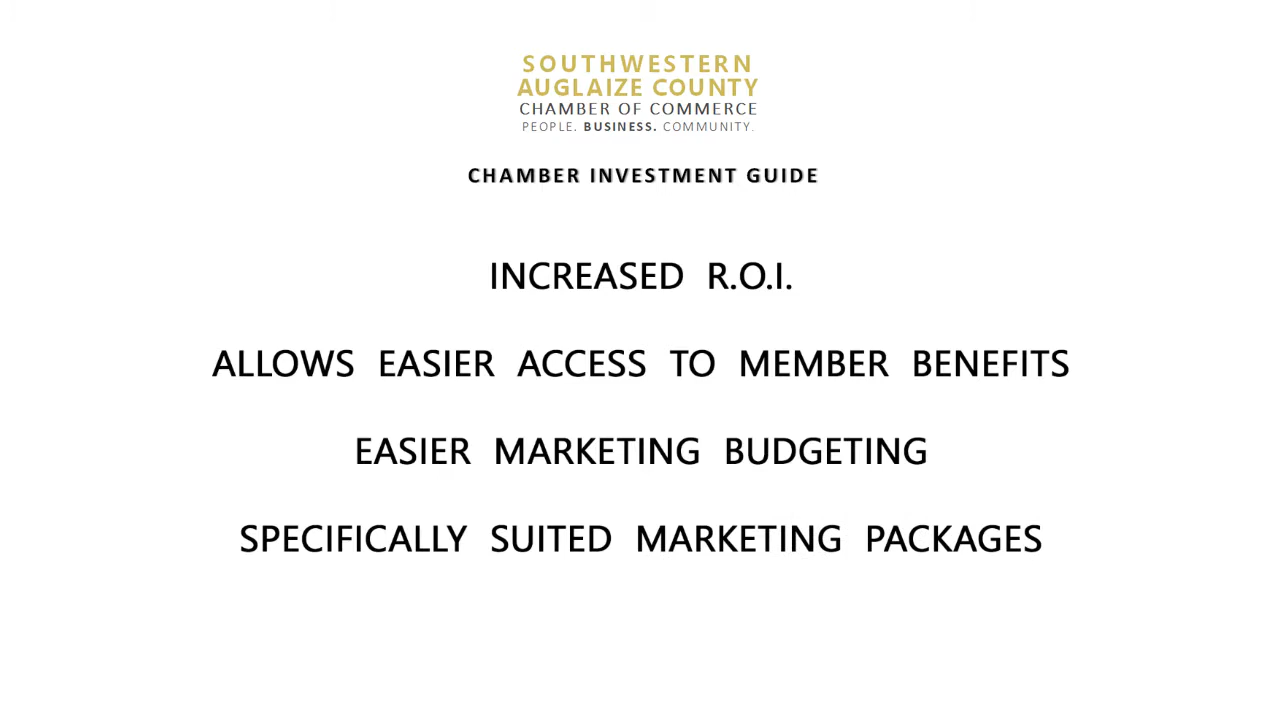 SOUTHWESTERN
AUGLAIZE COUNTY
CHAMBER OF COMMERCE
PEOPLE. BUSINESS. COMMUNITY.
CHAMBER INVESTMENT GUIDE
INCREASED R.O.I.
ALLOWS EASIER ACCESS TO MEMBER BENEFITS
EASIER MARKETING BUDGETING
SPECIFICALLY SUITED MARKETING PACKAGES